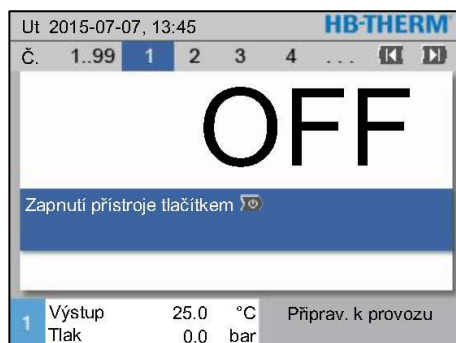 Ut 2015-07-07, 13:45 HB-THERM
Č. 1..99 1 2 3 4 ...
OFF
Zapnutí přístroje tlačítkem
1 Výstup 25.0 °C Připrav. k provozu
Tlak 0.0 bar